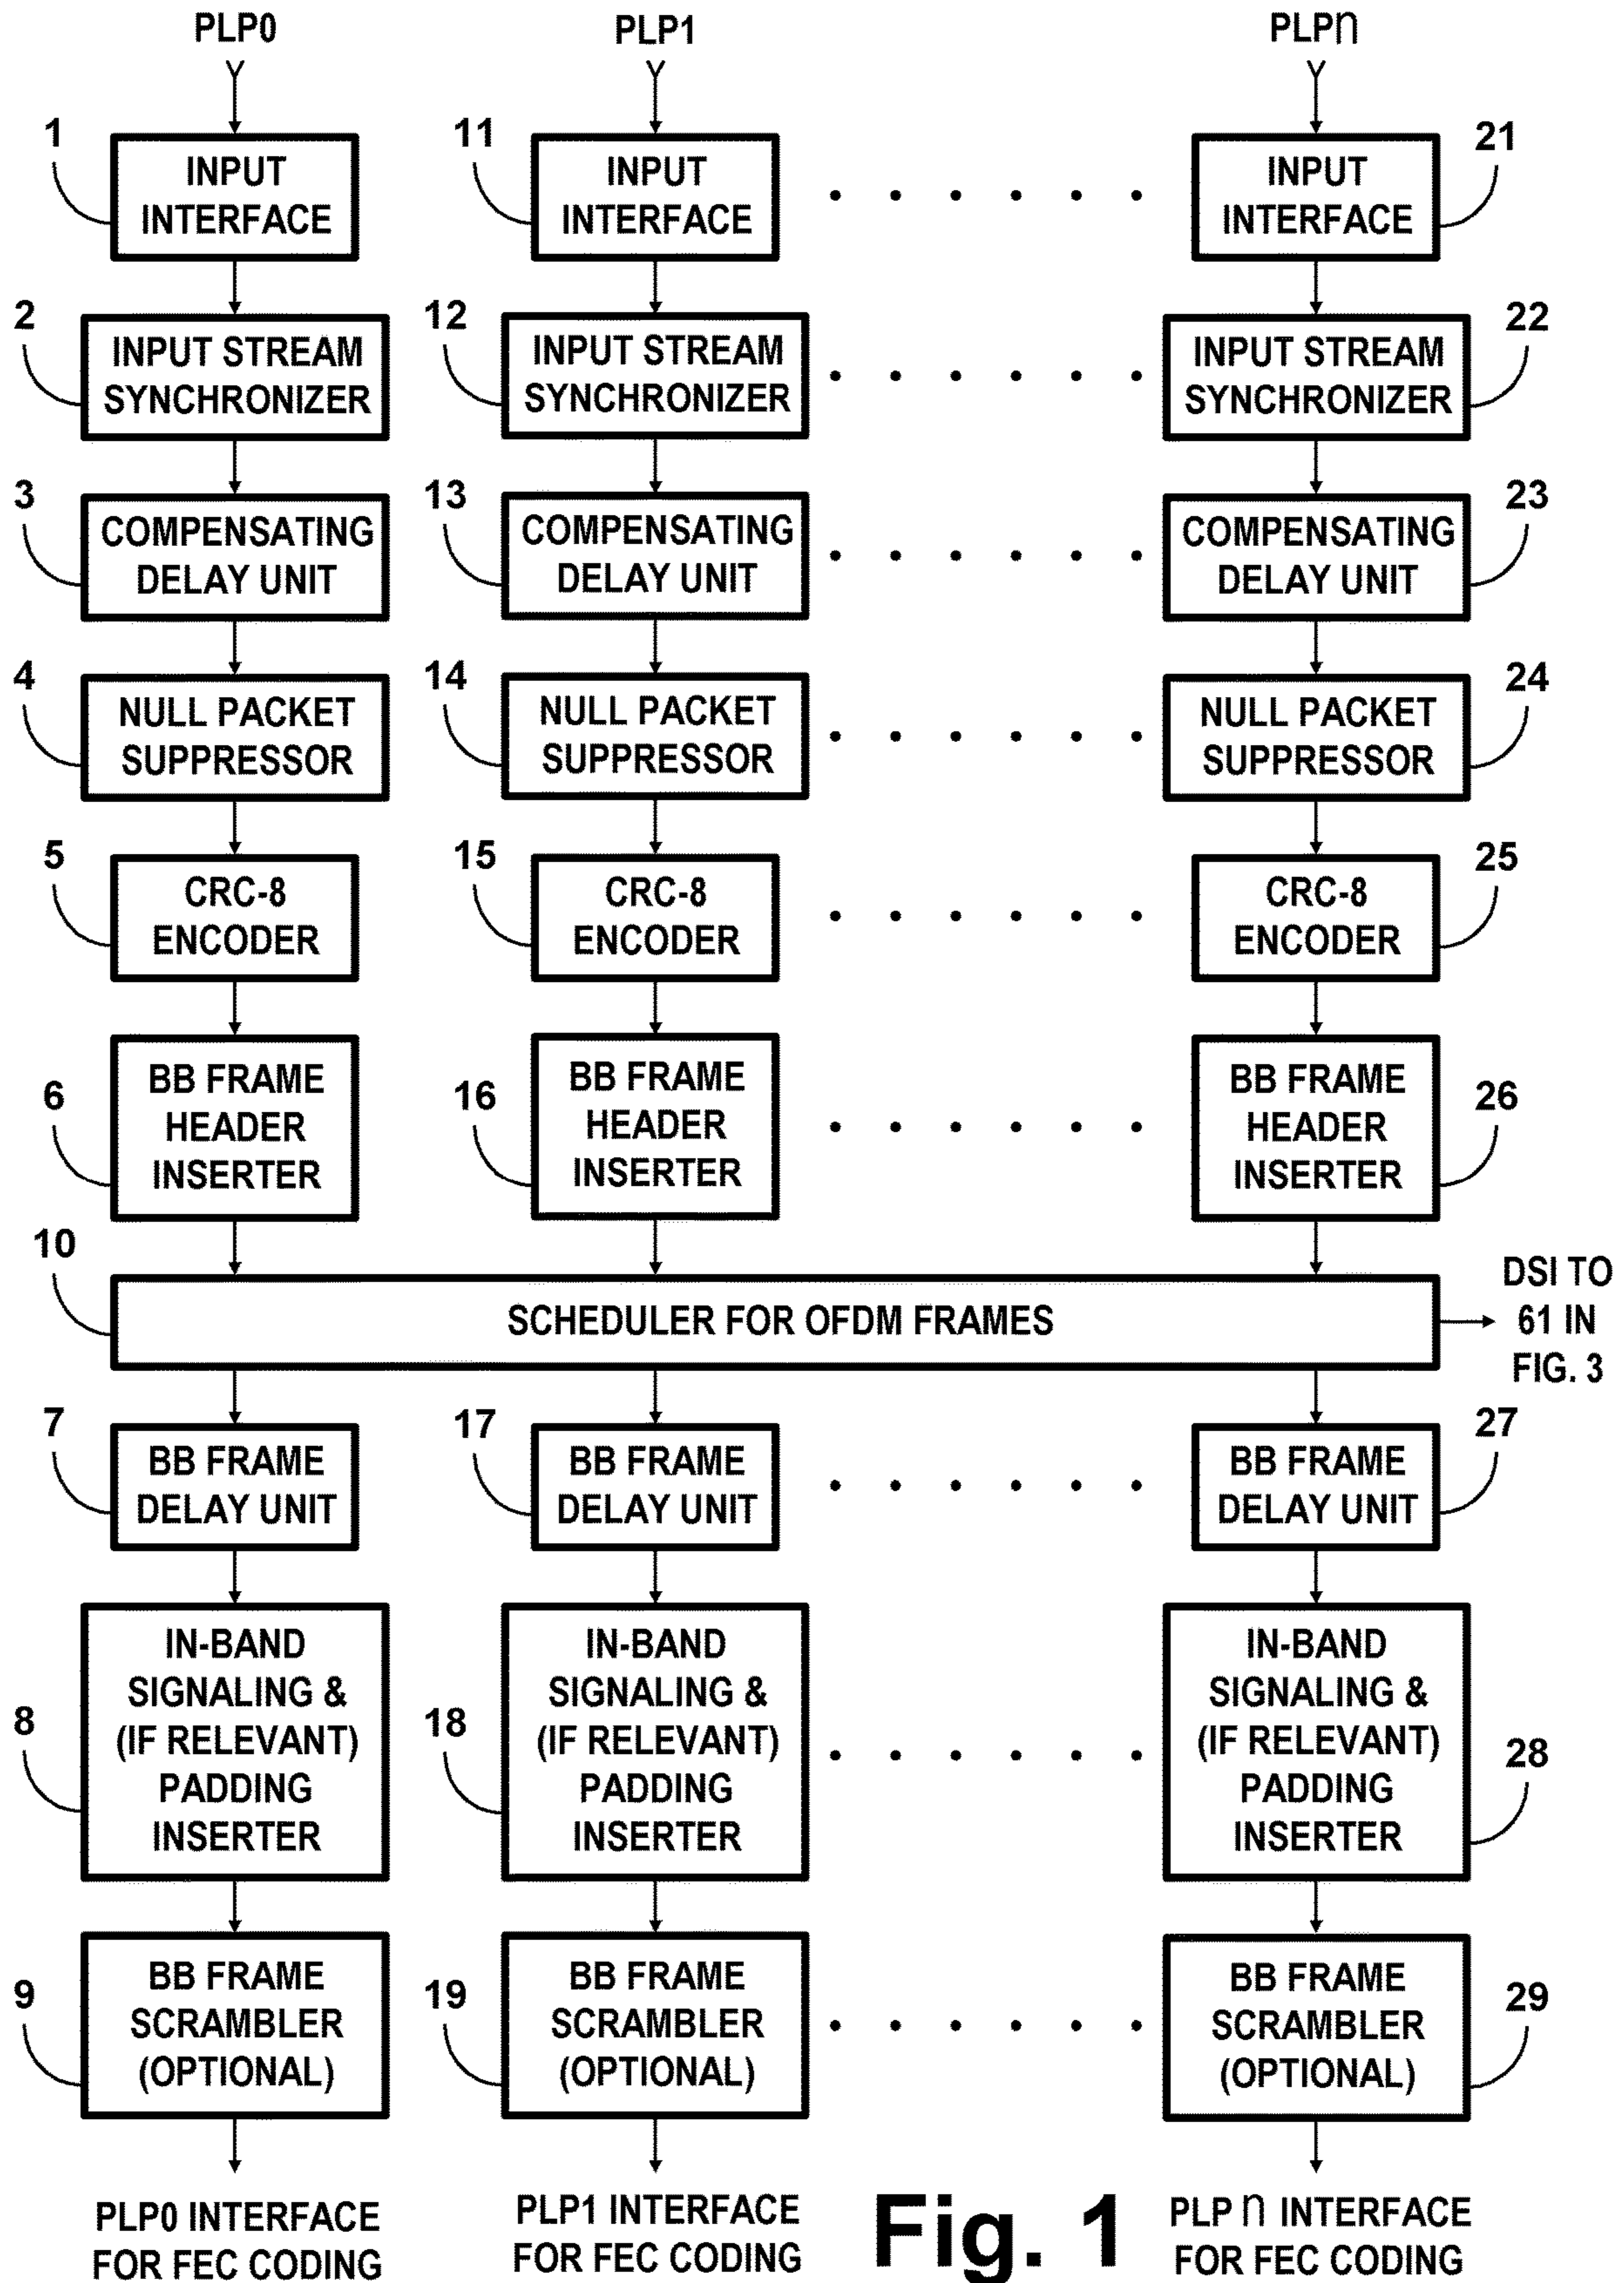 PLP0
PLP1
PLPn
1
INPUT
INTERFACE
11
INPUT
INTERFACE
INPUT
INTERFACE
21
2
INPUT STREAM
SYNCHRONIZER
12
INPUT STREAM
SYNCHRONIZER
INPUT STREAM
SYNCHRONIZER
22
3
COMPENSATING
DELAY UNIT
13
COMPENSATING
DELAY UNIT
COMPENSATING
DELAY UNIT
23
4
NULL PACKET
SUPPRESSOR
14
NULL PACKET
SUPPRESSOR
NULL PACKET
SUPPRESSOR
24
5
CRC-8
ENCODER
15
CRC-8
ENCODER
CRC-8
ENCODER
25
6
BB FRAME
HEADER
INSERTER
16
BB FRAME
HEADER
INSERTER
BB FRAME
HEADER
INSERTER
26
10
SCHEDULER FOR OFDM FRAMES
DSI TO
61 IN
FIG. 3
7
BB FRAME
DELAY UNIT
17
BB FRAME
DELAY UNIT
BB FRAME
DELAY UNIT
27
8
IN-BAND
SIGNALING &
(IF RELEVANT)
PADDING
INSERTER
18
IN-BAND
SIGNALING &
(IF RELEVANT)
PADDING
INSERTER
IN-BAND
SIGNALING &
(IF RELEVANT)
PADDING
INSERTER
28
9
BB FRAME
SCRAMBLER
(OPTIONAL)
19
BB FRAME
SCRAMBLER
(OPTIONAL)
BB FRAME
SCRAMBLER
(OPTIONAL)
29
PLP0 INTERFACE
FOR FEC CODING
PLP1 INTERFACE
FOR FEC CODING
Fig. 1
PLP n INTERFACE
FOR FEC CODING